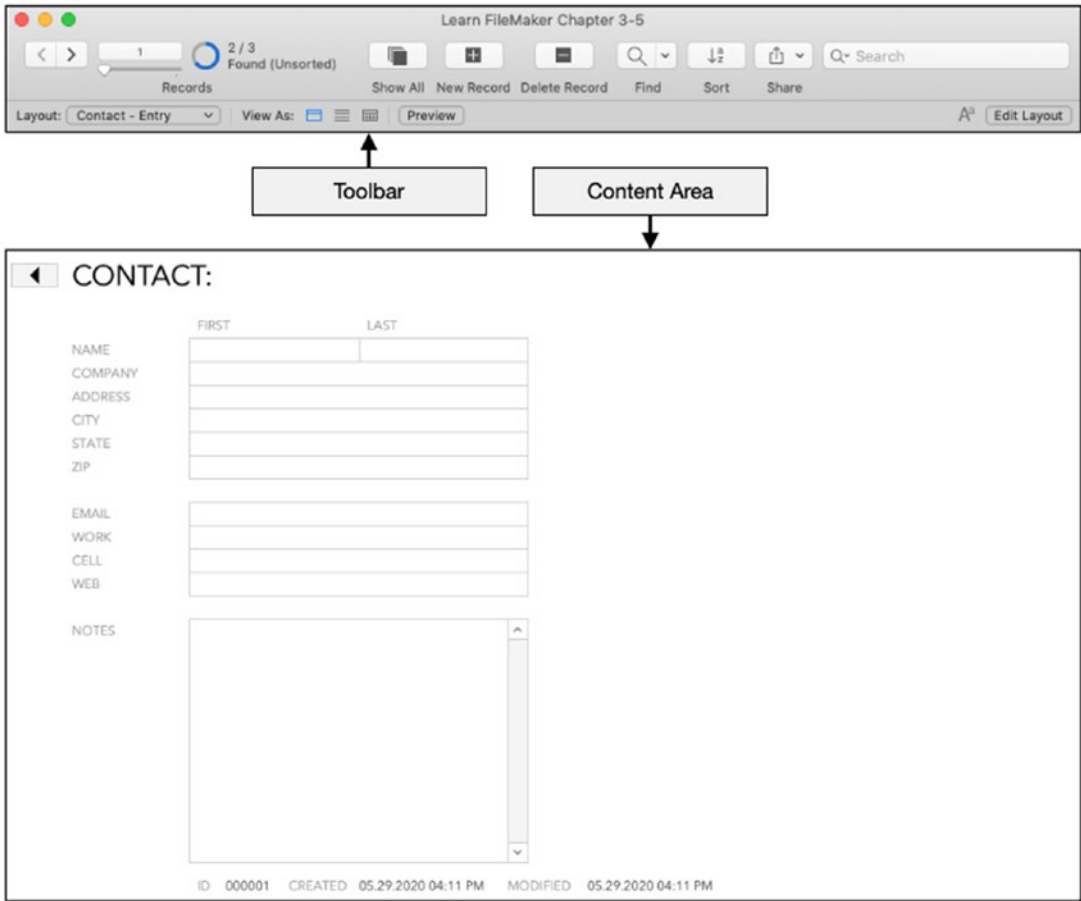 Learn FileMaker Chapter 3-5
1
2 / 3
Found (Unsorted)
Search
Records
Show All New Record Delete Record Find Sort Share
Layout: Contact - Entry View As: Preview Aa Edit Layout
Toolbar Content Area
CONTACT:
FIRST LAST
NAME
COMPANY
ADDRESS
CITY
STATE
ZIP
EMAIL
WORK
CELL
WEB
NOTES
ID 000001 CREATED 05.29.2020 04:11 PM MODIFIED 05.29.2020 04:11 PM